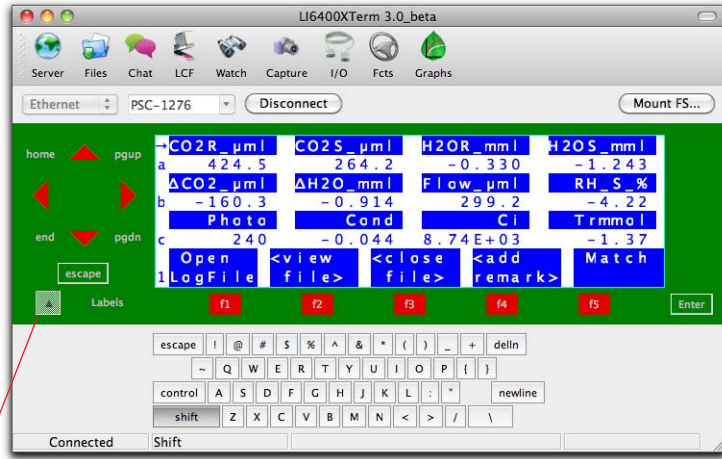 LI6400XTerm 3.0_beta
Server Files Chat LCF Watch Capture I/O Fcts Graphs
Ethernet PSC-1276 Disconnect Mount FS...
home pgup
end pgdn
escape
→CO2R_µml CO2S_µml H2OR_mml H2OS_mml
a 424.5 264.2 -0.330 -1.243
ΔCO2_µml ΔH2O_mml Flow_µml RH_S_%
b -160.3 -0.914 299.2 -4.22
Photo Cond Ci Trmmol
c 240 -0.044 8.74E+03 -1.37
Open <view <close <add Match
1 LogFile file> file> remark>
Labels f1 f2 f3 f4 f5 Enter
escape ! @ # $ % ^ & * ( ) _ + delln
~ Q W E R T Y U I O P { }
control A S D F G H J K L : " newline
shift Z X C V B M N < > / \
Connected Shift